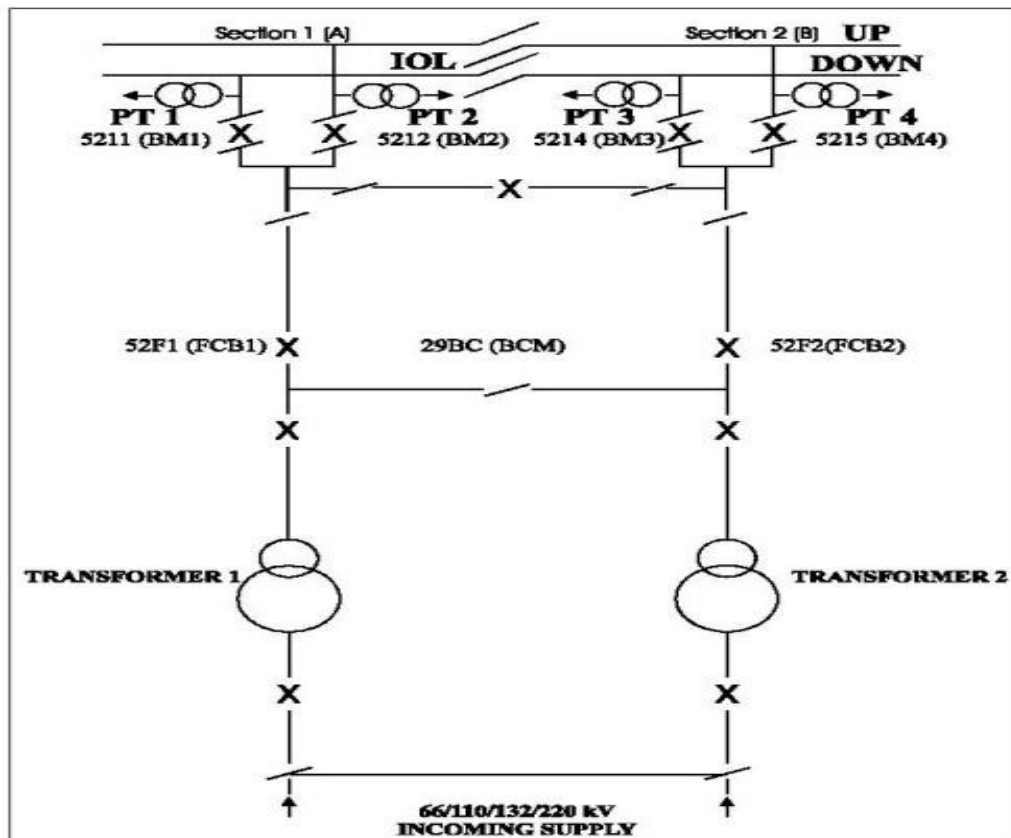 Section 1 (A)
Section 2 (B)
UP
IOL
DOWN
PT 1
PT 2
PT 3
PT 4
5211 (BM1)
5212 (BM2)
5214 (BM3)
5215 (BM4)
52F1 (FCB1)
29BC (BCM)
52F2(FCB2)
TRANSFORMER 1
TRANSFORMER 2
66/110/132/220 kV
INCOMING SUPPLY